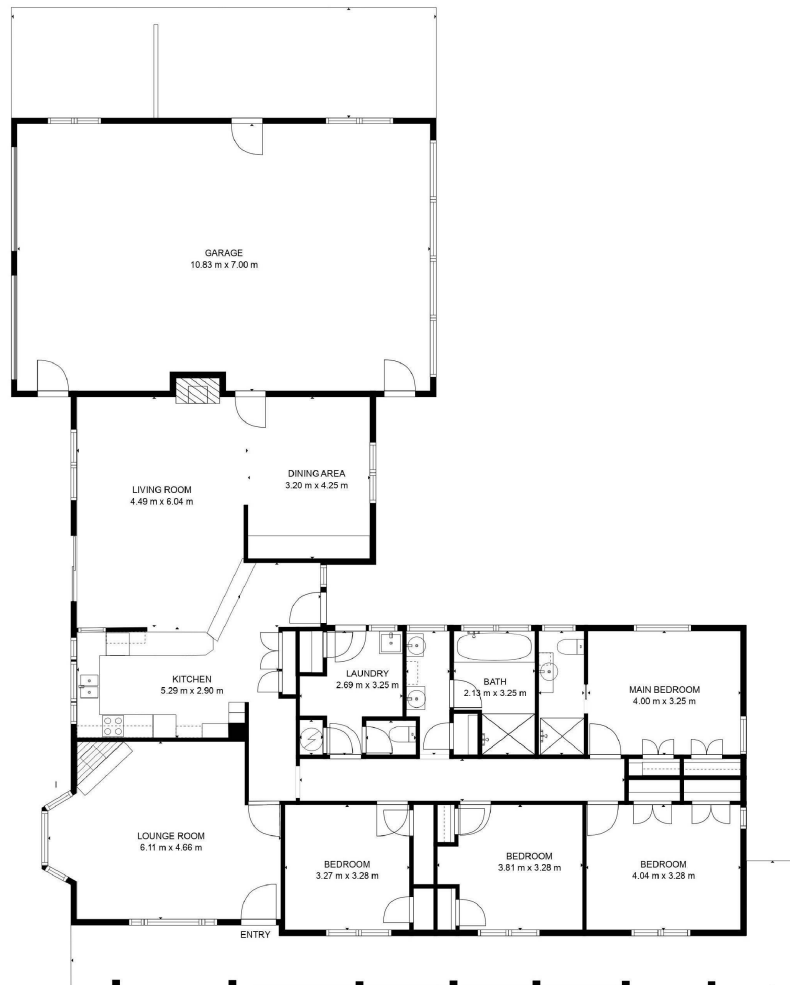 GARAGE
10.83 m x 7.00 m
LIVING ROOM
4.49 m x 6.04 m
DINING AREA
3.20 m x 4.25 m
KITCHEN
5.29 m x 2.90 m
LAUNDRY
2.69 m x 3.25 m
BATH
2.13 m x 3.25 m
MAIN BEDROOM
4.00 m x 3.25 m
LOUNGE ROOM
6.11 m x 4.66 m
BEDROOM
3.27 m x 3.28 m
BEDROOM
3.81 m x 3.28 m
BEDROOM
4.04 m x 3.28 m
ENTRY